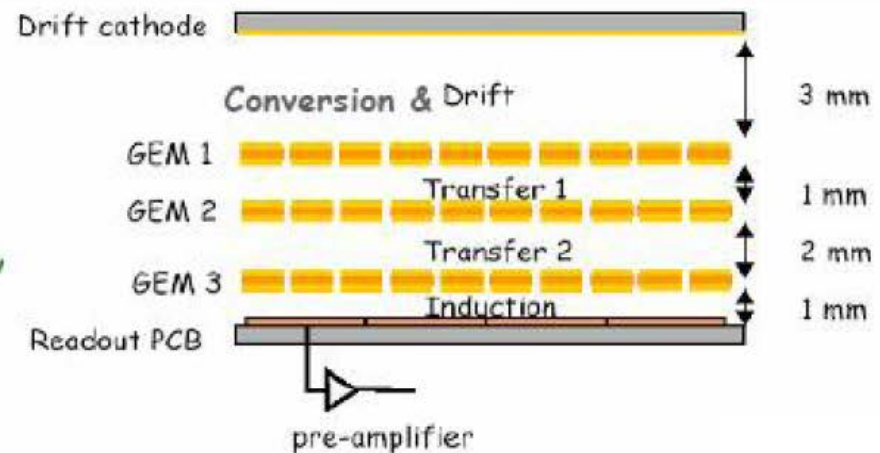 Drift cathode
Conversion & Drift
3 mm
GEM 1
Transfer 1
1 mm
GEM 2
Transfer 2
2 mm
GEM 3
Induction
1 mm
Readout PCB
pre-amplifier